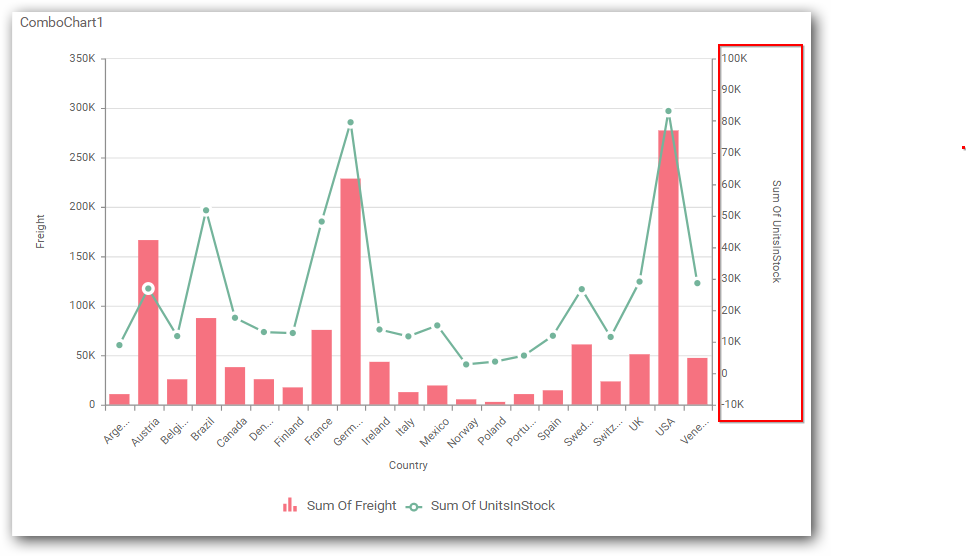 ComboChart1
350K
300K
250K
200K
150K
100K
50K
0
Freight
100K
90K
80K
70K
60K
50K
40K
30K
20K
10K
0
-10K
Sum Of UnitsInStock
Arge...
Austria
Belgi...
Brazil
Canada
Den...
Finland
France
Germ...
Ireland
Italy
Mexico
Norway
Poland
Portu...
Spain
Swed...
Switz...
UK
USA
Vene...
Country
Sum Of Freight Sum Of UnitsInStock